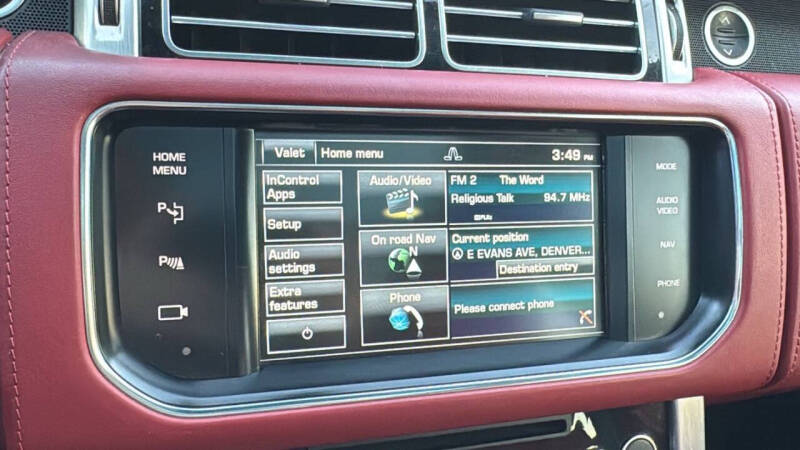 HOME
MENU
P
P
Valet
Home menu
3:49 PM
InControl
Apps
Setup
Audio
settings
Extra
features
Audio/Video
On road Nav
N
Phone
FM 2 The Word
Religious Talk 94.7 MHz
Current position
E EVANS AVE, DENVER...
Destination entry
Please connect phone
MODE
AUDIO
VIDEO
NAV
PHONE